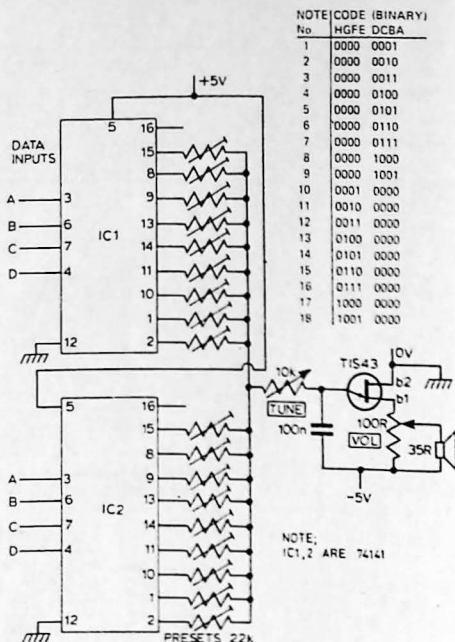 NOTE No CODE (BINARY) HGFE DCBA
1 0000 0001
2 0000 0010
3 0000 0011
4 0000 0100
5 0000 0101
6 0000 0110
7 0000 0111
8 0000 1000
9 0000 1001
10 0001 0000
11 0010 0000
12 0011 0000
13 0100 0000
14 0101 0000
15 0110 0000
16 0111 0000
17 1000 0000
18 1001 0000
+5V
DATA INPUTS
5 16
15
8
A 3 9
B 6 IC1 13
C 7 14
D 4 11
10
1
12 2
5 16
15
8
A 3 9
B 6 IC2 13
C 7 14
D 4 11
10
1
12 2
PRESETS 22k
10k
TUNE
100n
TIS43
0V
b2
b1
100R
VOL
35R
-5V
NOTE;
IC1,2 ARE 74141